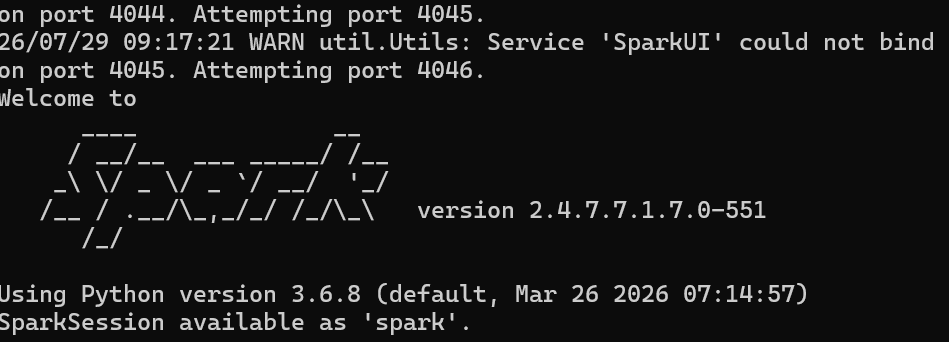 on port 4044. Attempting port 4045.
26/07/29 09:17:21 WARN util.Utils: Service 'SparkUI' could not bind
on port 4045. Attempting port 4046.
Welcome to
      ____              __
     / __/__  ___ _____/ /__
    _\ \/ _ \/ _ `/ __/  '_/
   /__ / .__/\_,_/_/ /_/\_\   version 2.4.7.7.1.7.0-551
      /_/
Using Python version 3.6.8 (default, Mar 26 2026 07:14:57)
SparkSession available as 'spark'.